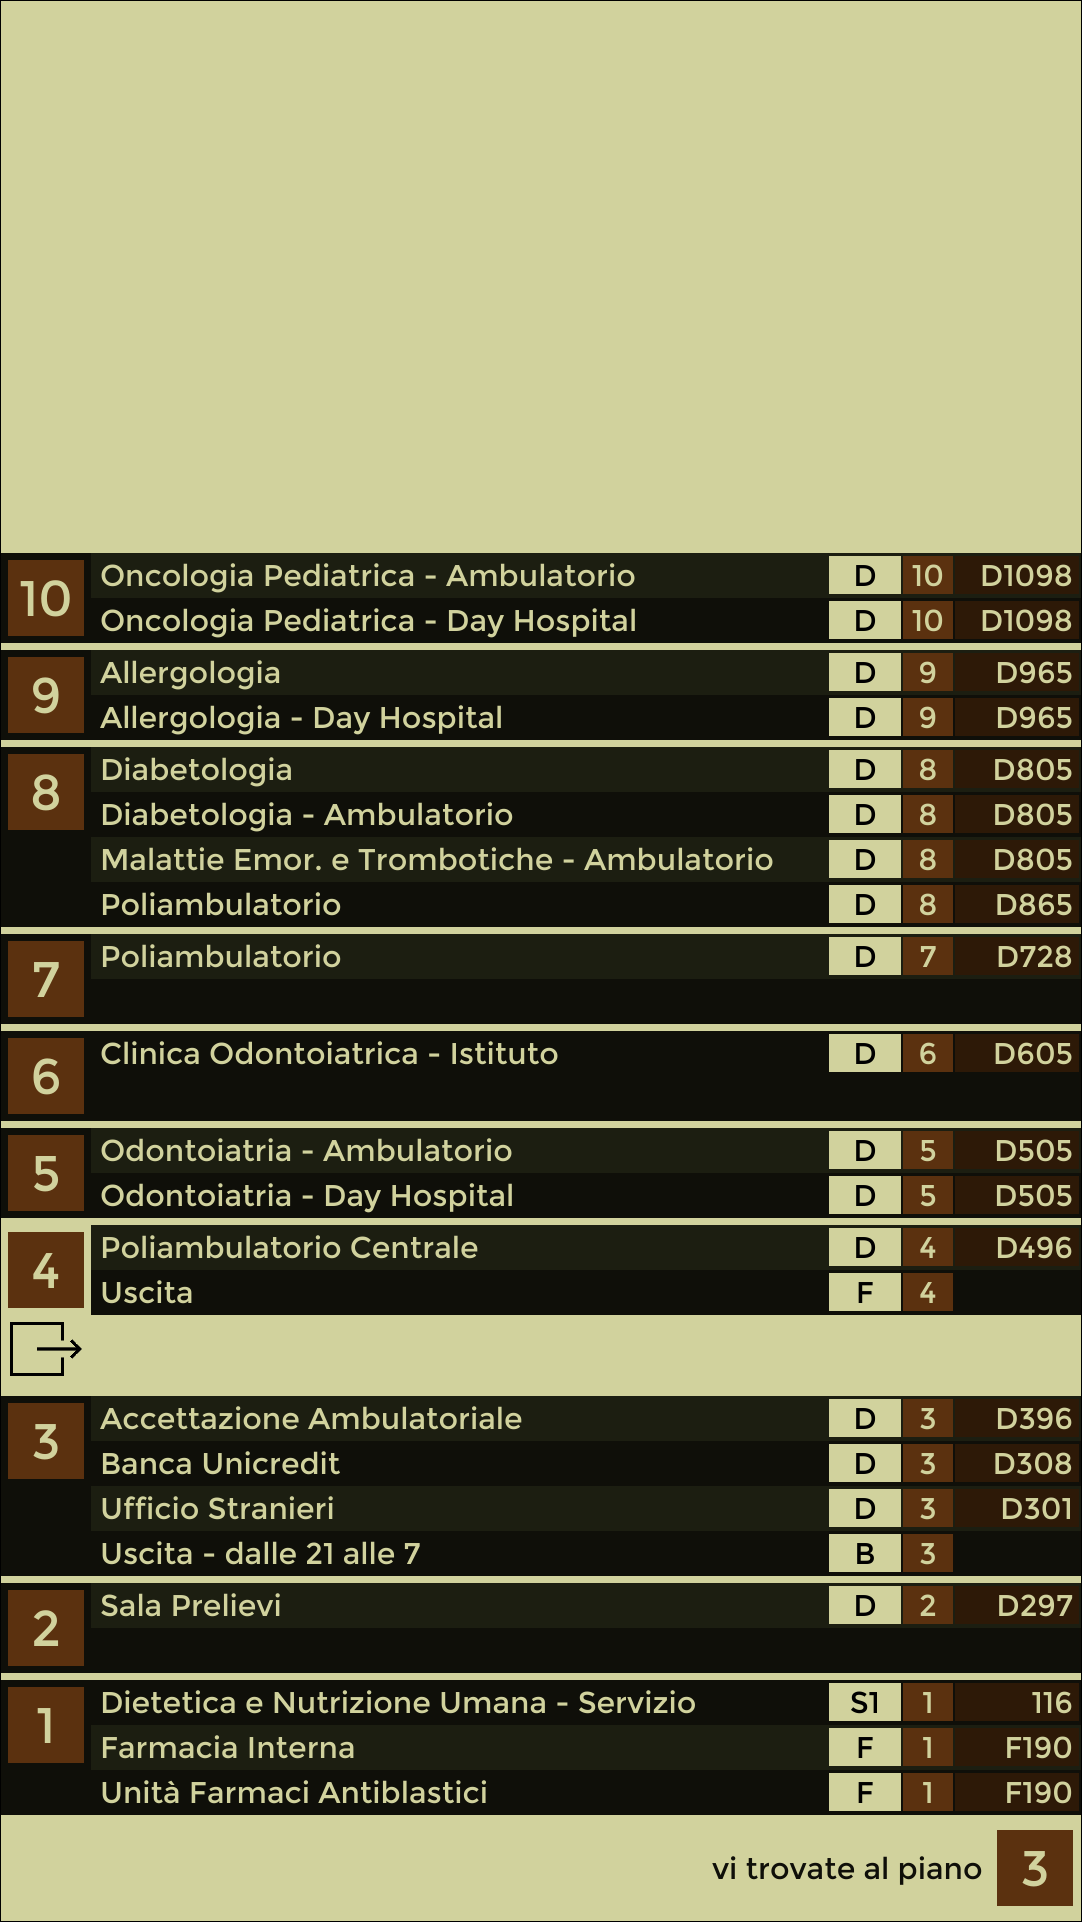 10 Oncologia Pediatrica - Ambulatorio D 10 D1098
Oncologia Pediatrica - Day Hospital D 10 D1098
9 Allergologia D 9 D965
Allergologia - Day Hospital D 9 D965
8 Diabetologia D 8 D805
Diabetologia - Ambulatorio D 8 D805
Malattie Emor. e Trombotiche - Ambulatorio D 8 D805
Poliambulatorio D 8 D865
7 Poliambulatorio D 7 D728
6 Clinica Odontoiatrica - Istituto D 6 D605
5 Odontoiatria - Ambulatorio D 5 D505
Odontoiatria - Day Hospital D 5 D505
4 Poliambulatorio Centrale D 4 D496
Uscita F 4
3 Accettazione Ambulatoriale D 3 D396
Banca Unicredit D 3 D308
Ufficio Stranieri D 3 D301
Uscita - dalle 21 alle 7 B 3
2 Sala Prelievi D 2 D297
1 Dietetica e Nutrizione Umana - Servizio S1 1 116
Farmacia Interna F 1 F190
Unità Farmaci Antiblastici F 1 F190
vi trovate al piano 3